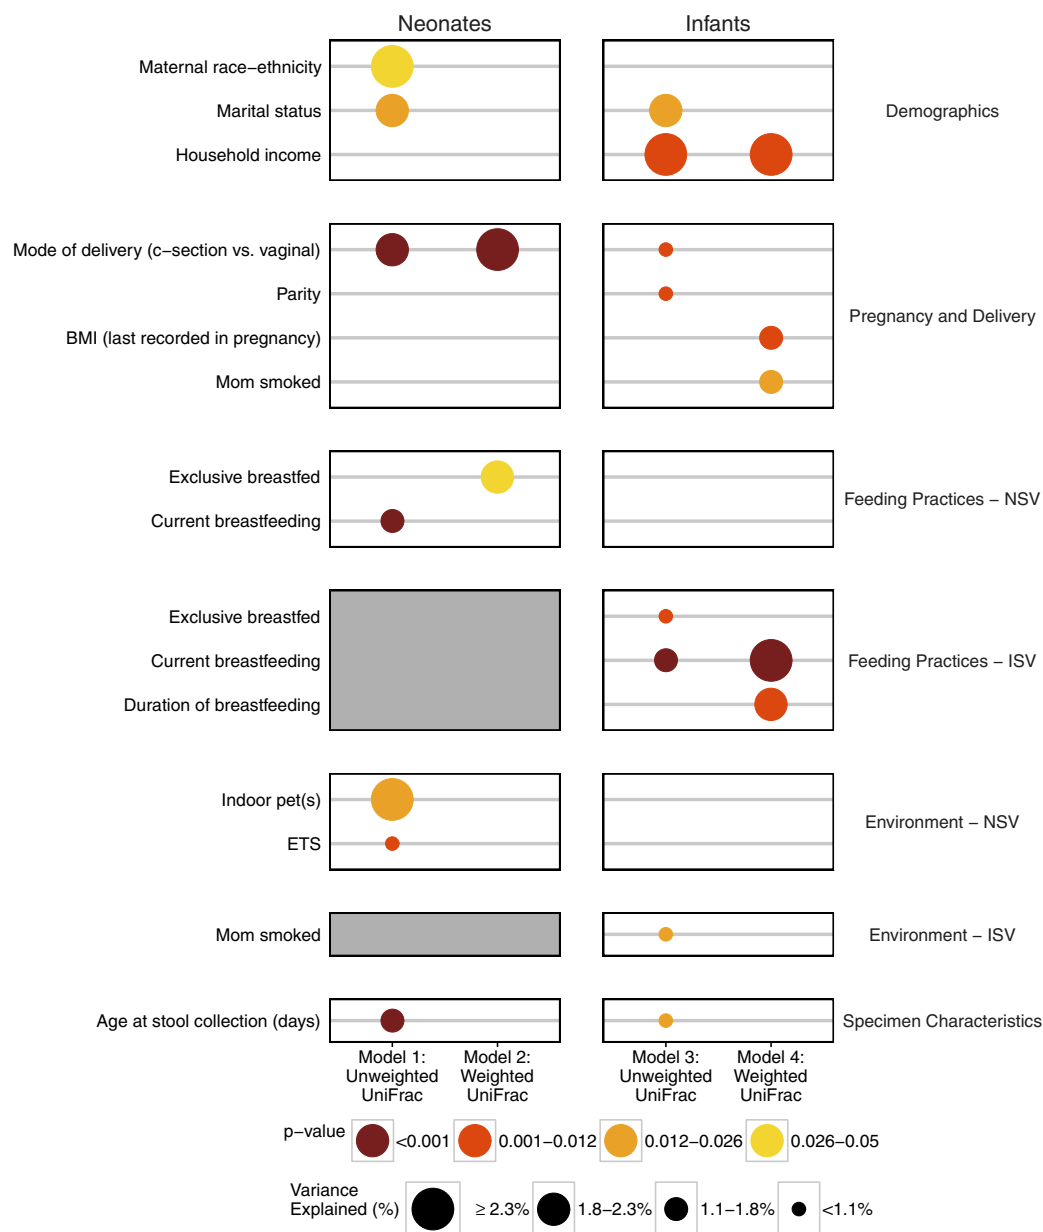 Neonates
Infants
Maternal race−ethnicity
Marital status
Household income
Demographics
Mode of delivery (c−section vs. vaginal)
Parity
BMI (last recorded in pregnancy)
Mom smoked
Pregnancy and Delivery
Exclusive breastfed
Current breastfeeding
Feeding Practices − NSV
Exclusive breastfed
Current breastfeeding
Duration of breastfeeding
Feeding Practices − ISV
Indoor pet(s)
ETS
Environment − NSV
Mom smoked
Environment − ISV
Age at stool collection (days)
Specimen Characteristics
Model 1:
Unweighted
UniFrac
Model 2:
Weighted
UniFrac
Model 3:
Unweighted
UniFrac
Model 4:
Weighted
UniFrac
p−value
<0.001
0.001−0.012
0.012−0.026
0.026−0.05
Variance
Explained (%)
≥ 2.3%
1.8−2.3%
1.1−1.8%
<1.1%